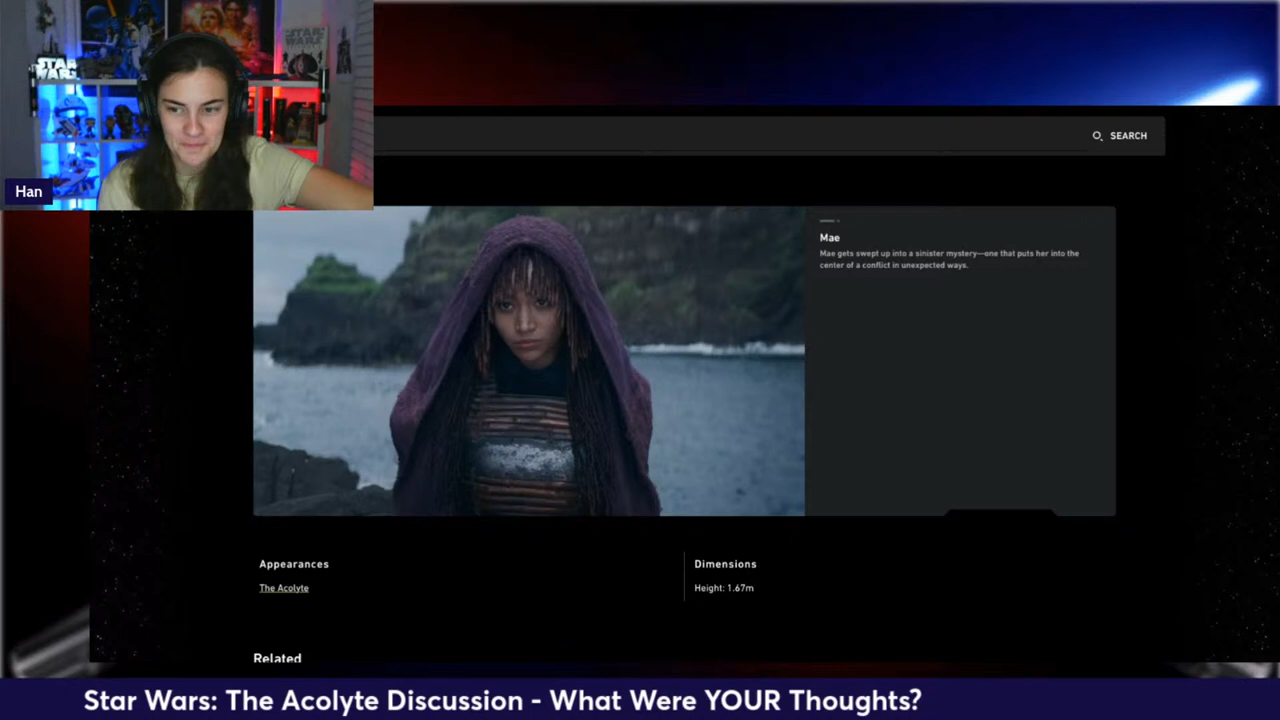 STAR
WARS
STAR
WARS
Han
SEARCH
Mae
Mae gets swept up into a sinister mystery—one that puts her into the
center of a conflict in unexpected ways.
Appearances
Dimensions
The Acolyte
Height: 1.67m
Related
Star Wars: The Acolyte Discussion - What Were YOUR Thoughts?